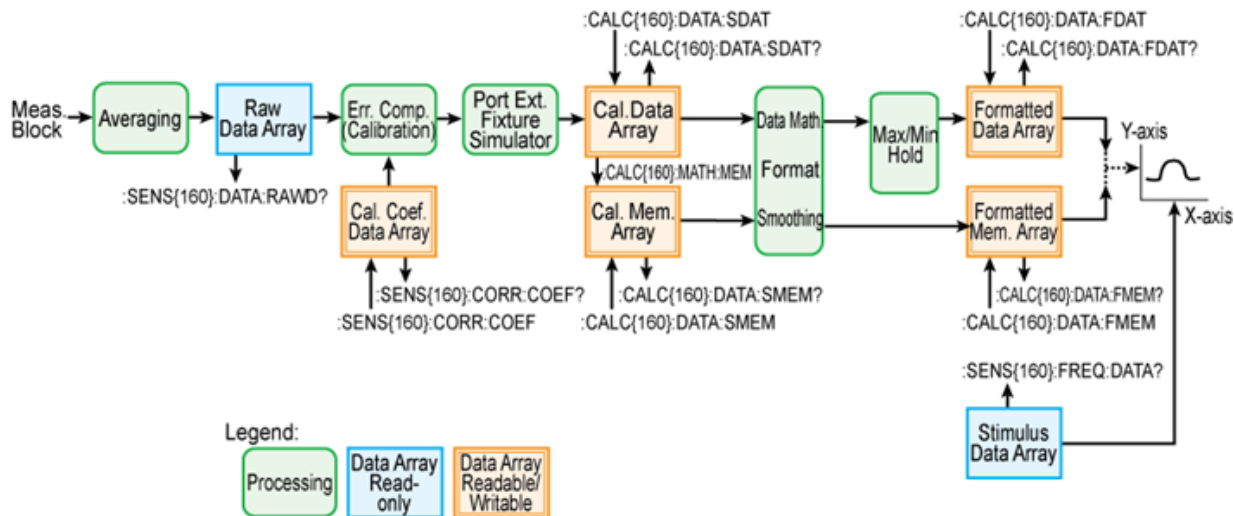 :CALC{160}:DATA:SDAT
:CALC{160}:DATA:SDAT?
:CALC{160}:DATA:FDAT
:CALC{160}:DATA:FDAT?
Meas.
Block
Averaging
Raw
Data Array
Err. Comp.
(Calibration)
Port Ext.
Fixture
Simulator
Cal.Data
Array
Data Math.
Format
Smoothing
Max/Min
Hold
Formatted
Data Array
Y-axis
X-axis
:SENS{160}:DATA:RAWD?
Cal. Coef.
Data Array
:CALC{160}:MATH:MEM
Cal. Mem.
Array
Formatted
Mem. Array
:SENS{160}:CORR:COEF?
:SENS{160}:CORR:COEF
:CALC{160}:DATA:SMEM?
:CALC{160}:DATA:SMEM
:CALC{160}:DATA:FMEM?
:CALC{160}:DATA:FMEM
:SENS{160}:FREQ:DATA?
Stimulus
Data Array
Legend:
Processing
Data Array
Read-
only
Data Array
Readable/
Writable